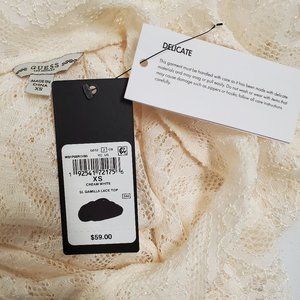 GUESS
MADE IN
CHINA
XS
DELICATE
This garment must be handled with care as it has been made with delicate
materials and may snag or pull easily. Do not wash or wear with items that
may cause snags such as zippers or hooks. Follow all care instructions
carefully.
XS
CREAM WHITE
SL GAMILLA LACE TOP
$59.00